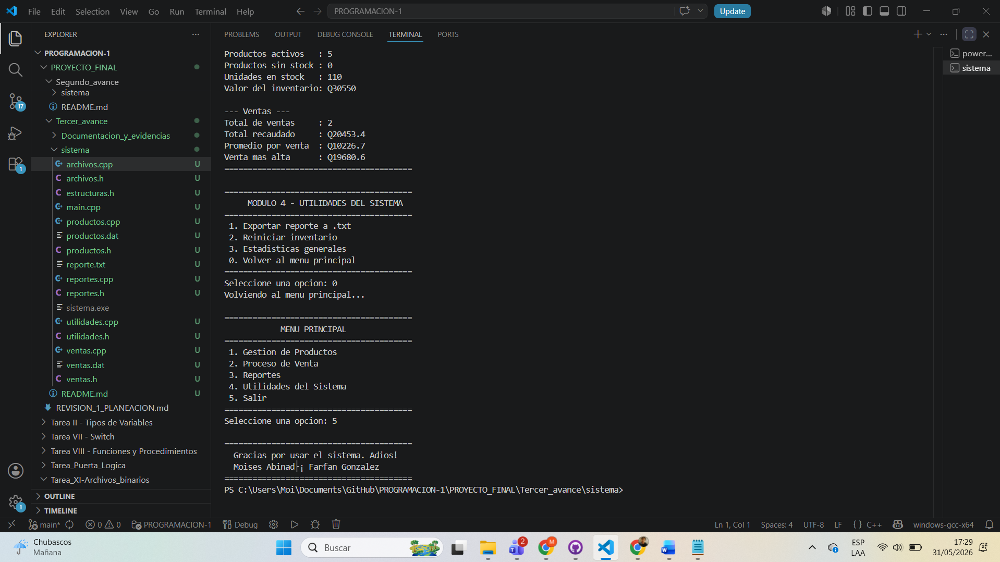 File Edit Selection View Go Run Terminal Help
PROGRAMACION-1
Update
EXPLORER
PROGRAMACION-1
PROYECTO_FINAL
Segundo_avance
sistema
README.md
Tercer_avance
Documentacion_y_evidencias
sistema
archivos.cpp U
archivos.h U
estructuras.h U
main.cpp U
productos.cpp U
productos.dat U
productos.h U
reporte.txt U
reportes.cpp U
reportes.h U
sistema.exe
utilidades.cpp U
utilidades.h U
ventas.cpp U
ventas.dat U
ventas.h U
README.md U
REVISION_1_PLANEACION.md
Tarea II - Tipos de Variables
Tarea VII - Switch
Tarea VIII - Funciones y Procedimientos
Tarea_Puerta_Logica
Tarea_XI-Archivos_binarios
OUTLINE
TIMELINE
17
1
1
PROBLEMS OUTPUT DEBUG CONSOLE TERMINAL PORTS
power...
sistema
Productos activos   : 5
Productos sin stock : 0
Unidades en stock   : 110
Valor del inventario: Q30550
--- Ventas ---
Total de ventas     : 2
Total recaudado     : Q20453.4
Promedio por venta  : Q10226.7
Venta mas alta      : Q19680.6
========================================
========================================
MODULO 4 - UTILIDADES DEL SISTEMA
========================================
1. Exportar reporte a .txt
2. Reiniciar inventario
3. Estadisticas generales
0. Volver al menu principal
========================================
Seleccione una opcion: 0
Volviendo al menu principal...
========================================
MENU PRINCIPAL
========================================
1. Gestion de Productos
2. Proceso de Venta
3. Reportes
4. Utilidades del Sistema
5. Salir
========================================
Seleccione una opcion: 5
========================================
Gracias por usar el sistema. Adios!
Moises Abinad├¡ Farfan Gonzalez
========================================
PS C:\Users\Moi\Documents\GitHub\PROGRAMACION-1\PROYECTO_FINAL\Tercer_avance\sistema>
main* 0 0 PROGRAMACION-1 Debug
Ln 1, Col 1 Spaces: 4 UTF-8 LF {} C++ windows-gcc-x64
Chubascos
Mañana
Buscar
2
M
ESP
LAA
17:29
31/05/2026